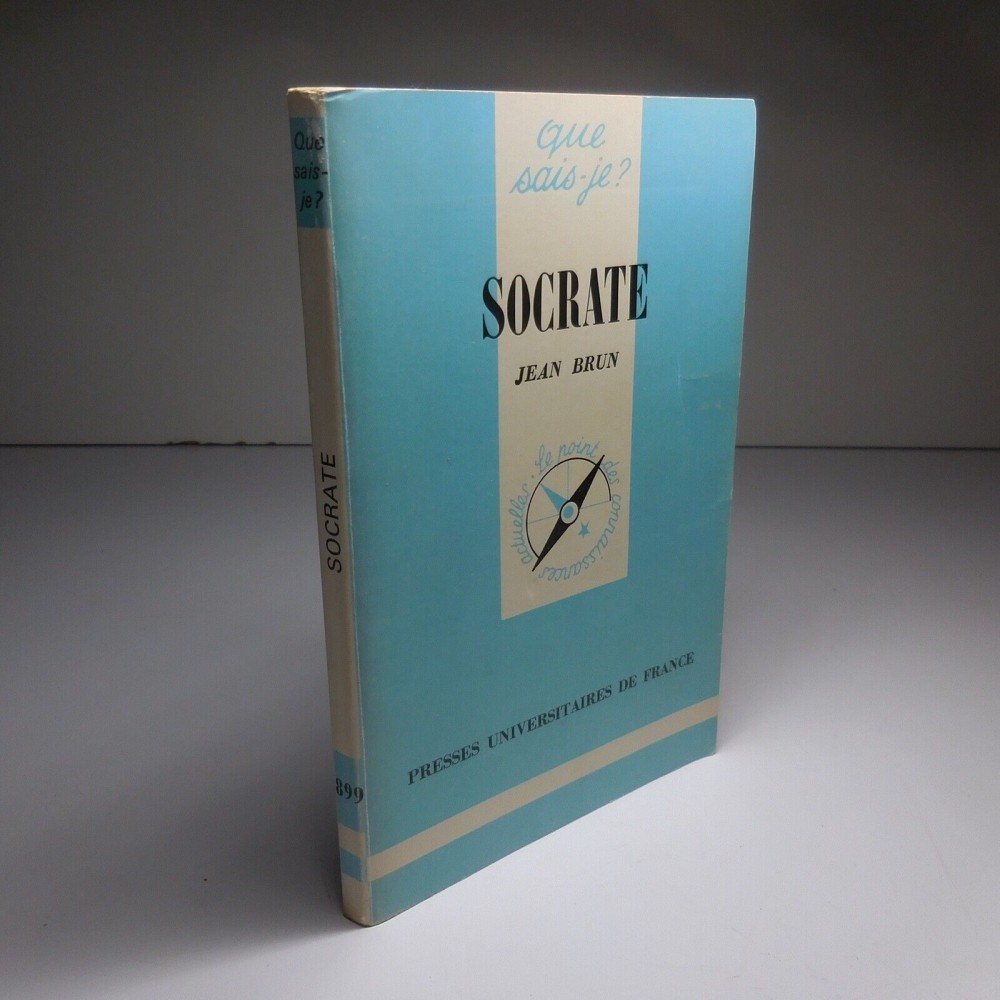 Que
sais-
je?
SOCRATE
899
que
sais-je?
SOCRATE
JEAN BRUN
Le point des connaissances actuelles
PRESSES UNIVERSITAIRES DE FRANCE